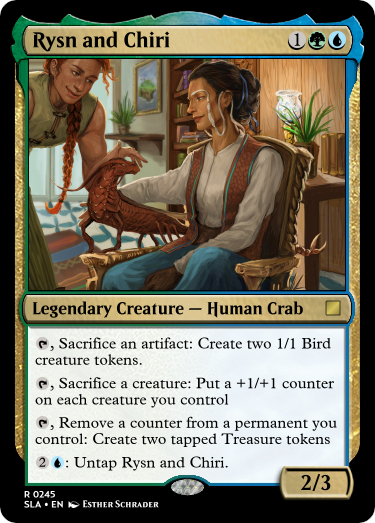 Rysn and Chiri 1
Legendary Creature — Human Crab
, Sacrifice an artifact: Create two 1/1 Bird
creature tokens.
, Sacrifice a creature: Put a +1/+1 counter
on each creature you control
, Remove a counter from a permanent you
control: Create two tapped Treasure tokens
2 : Untap Rysn and Chiri.
2/3
R 0245
SLA • EN Esther Schrader